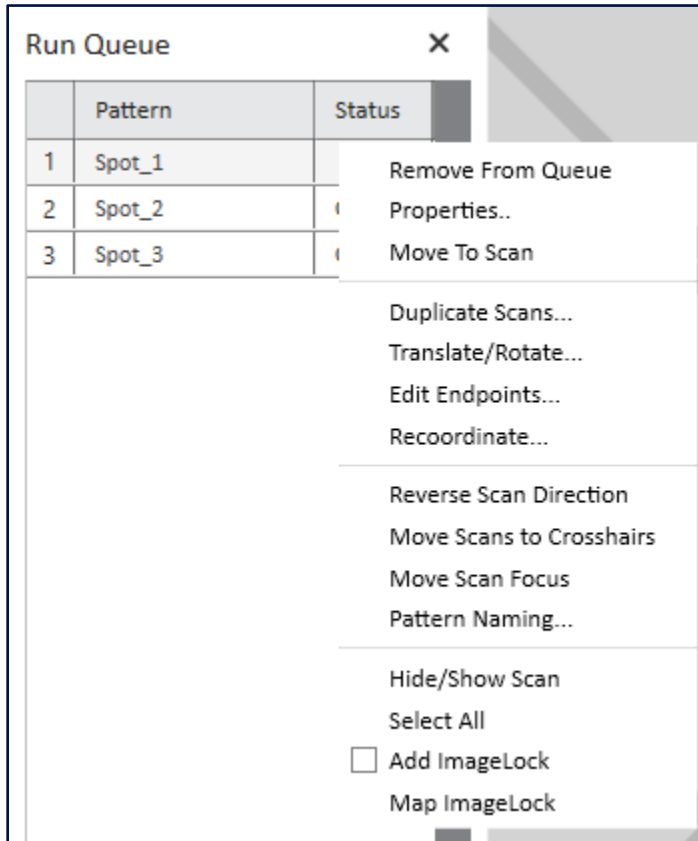 Run Queue
Pattern Status
1 Spot_1
2 Spot_2
3 Spot_3
Remove From Queue
Properties..
Move To Scan
Duplicate Scans...
Translate/Rotate...
Edit Endpoints...
Recoordinate...
Reverse Scan Direction
Move Scans to Crosshairs
Move Scan Focus
Pattern Naming...
Hide/Show Scan
Select All
Add ImageLock
Map ImageLock